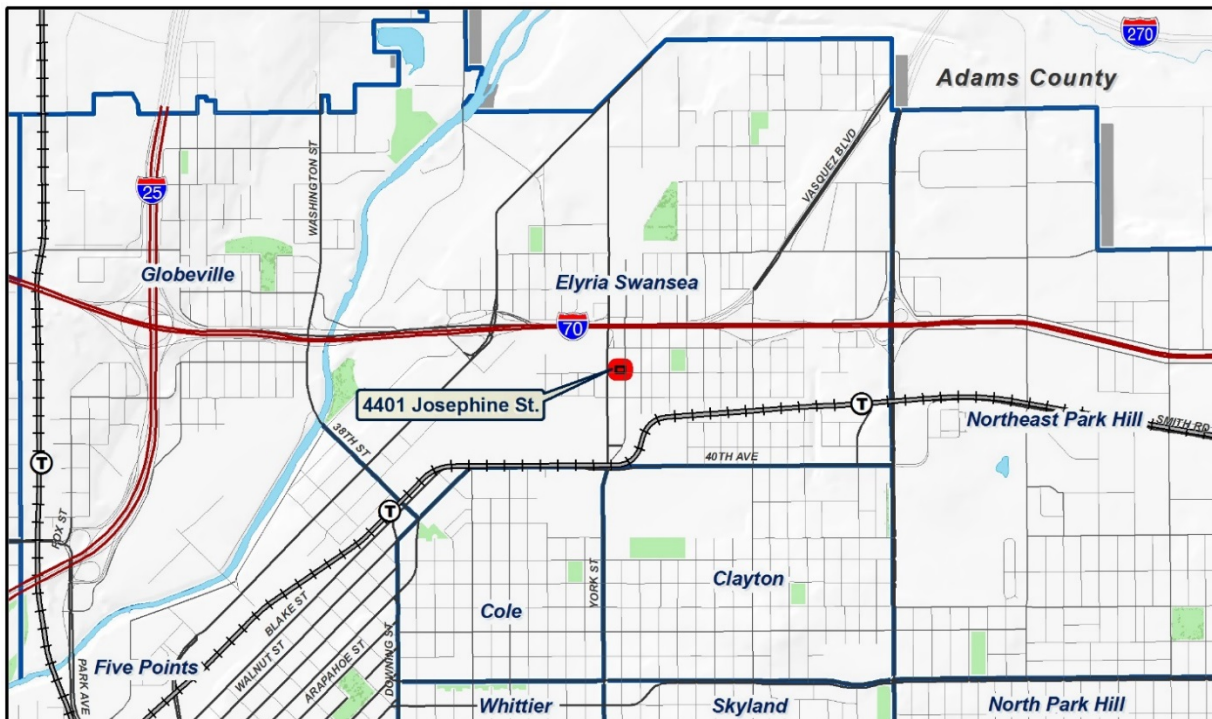 270
Adams County
25
WASHINGTON ST
VASQUEZ BLVD
Globeville
Elyria Swansea
70
4401 Josephine St.
T
Northeast Park Hill
SMITH RD
38TH ST
40TH AVE
T
T
FOX ST
YORK ST
Clayton
Cole
BLAKE ST
WALNUT ST
ARAPAHOE ST
DOWNING ST
Five Points
PARK AVE
Whittier
Skyland
North Park Hill